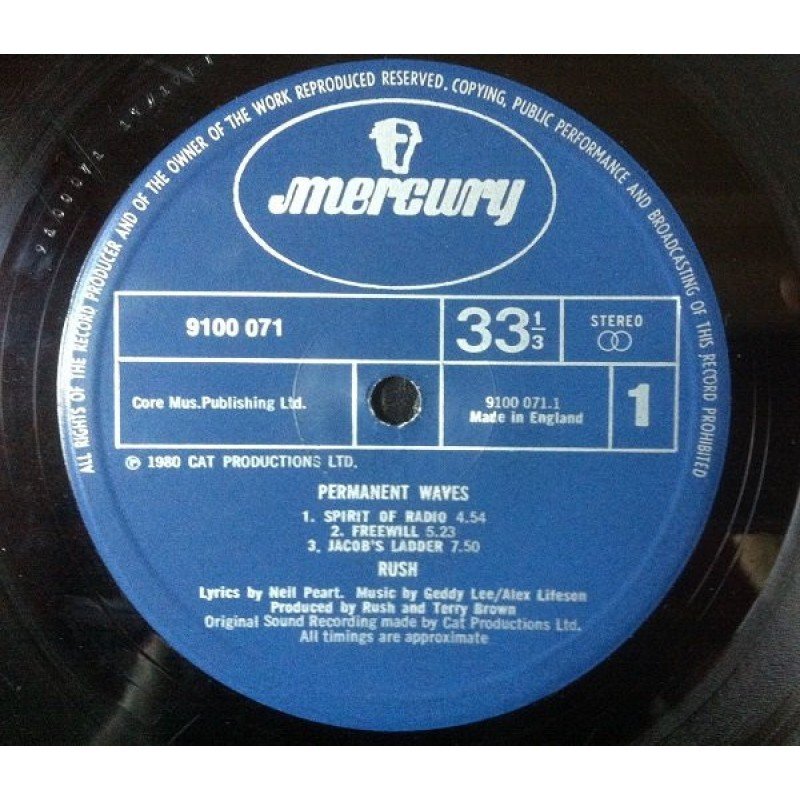 ALL RIGHTS OF THE RECORD PRODUCER AND OF THE OWNER OF THE WORK REPRODUCED RESERVED. COPYING, PUBLIC PERFORMANCE AND BROADCASTING OF THIS RECORD PROHIBITED
mercury
9100 071
33 1/3
STEREO
Core Mus.Publishing Ltd.
9100 071.1
Made in England
1
℗ 1980 CAT PRODUCTIONS LTD.
PERMANENT WAVES
1. SPIRIT OF RADIO 4.54
2. FREEWILL 5.23
3. JACOB'S LADDER 7.50
RUSH
Lyrics by Neil Peart. Music by Geddy Lee/Alex Lifeson
Produced by Rush and Terry Brown
Original Sound Recording made by Cat Productions Ltd.
All timings are approximate